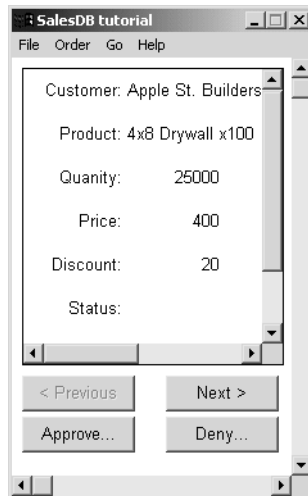 SalesDB tutorial
File Order Go Help
Customer: Apple St. Builders
Product: 4x8 Drywall x100
Quanity: 25000
Price: 400
Discount: 20
Status:
< Previous Next >
Approve... Deny...